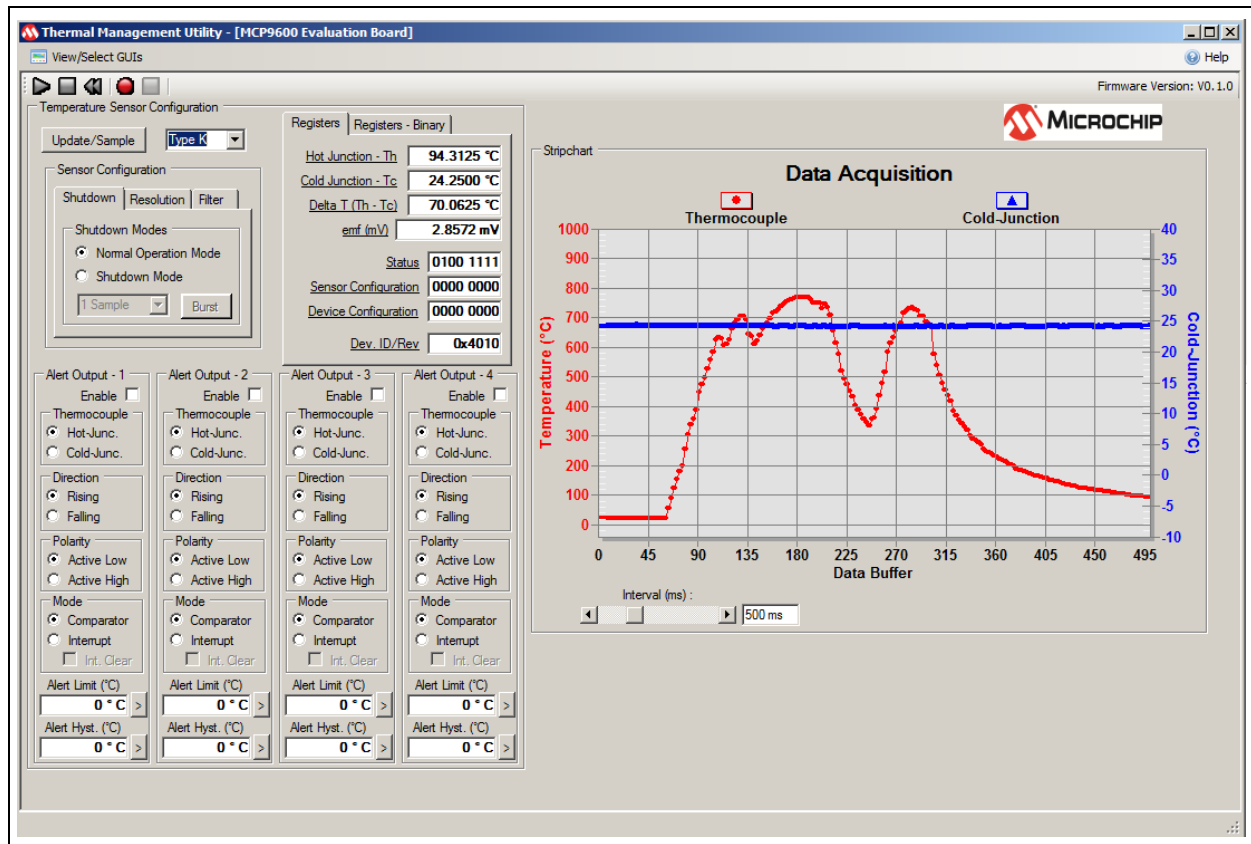 Thermal Management Utility - [MCP9600 Evaluation Board]
View/Select GUIs
Help
Firmware Version: V0.1.0
Temperature Sensor Configuration
Update/Sample
Type K
Sensor Configuration
Shutdown Resolution Filter
Shutdown Modes
Normal Operation Mode
Shutdown Mode
1 Sample
Burst
Registers Registers - Binary
Hot Junction - Th 94.3125 °C
Cold Junction - Tc 24.2500 °C
Delta T (Th - Tc) 70.0625 °C
emf (mV) 2.8572 mV
Status 0100 1111
Sensor Configuration 0000 0000
Device Configuration 0000 0000
Dev. ID/Rev 0x4010
Alert Output - 1
Enable
Thermocouple
Hot-Junc.
Cold-Junc.
Direction
Rising
Falling
Polarity
Active Low
Active High
Mode
Comparator
Interrupt
Int. Clear
Alert Limit (°C)
0 ° C >
Alert Hyst. (°C)
0 ° C >
Alert Output - 2
Enable
Thermocouple
Hot-Junc.
Cold-Junc.
Direction
Rising
Falling
Polarity
Active Low
Active High
Mode
Comparator
Interrupt
Int. Clear
Alert Limit (°C)
0 ° C >
Alert Hyst. (°C)
0 ° C >
Alert Output - 3
Enable
Thermocouple
Hot-Junc.
Cold-Junc.
Direction
Rising
Falling
Polarity
Active Low
Active High
Mode
Comparator
Interrupt
Int. Clear
Alert Limit (°C)
0 ° C >
Alert Hyst. (°C)
0 ° C >
Alert Output - 4
Enable
Thermocouple
Hot-Junc.
Cold-Junc.
Direction
Rising
Falling
Polarity
Active Low
Active High
Mode
Comparator
Interrupt
Int. Clear
Alert Limit (°C)
0 ° C >
Alert Hyst. (°C)
0 ° C >
MICROCHIP
Stripchart
Data Acquisition
Thermocouple
Cold-Junction
Temperature (°C)
1000
900
800
700
600
500
400
300
200
100
0
40
35
30
25
20
15
10
5
0
-5
-10
Cold-Junction (°C)
0 45 90 135 180 225 270 315 360 405 450 495
Data Buffer
Interval (ms) :
500 ms